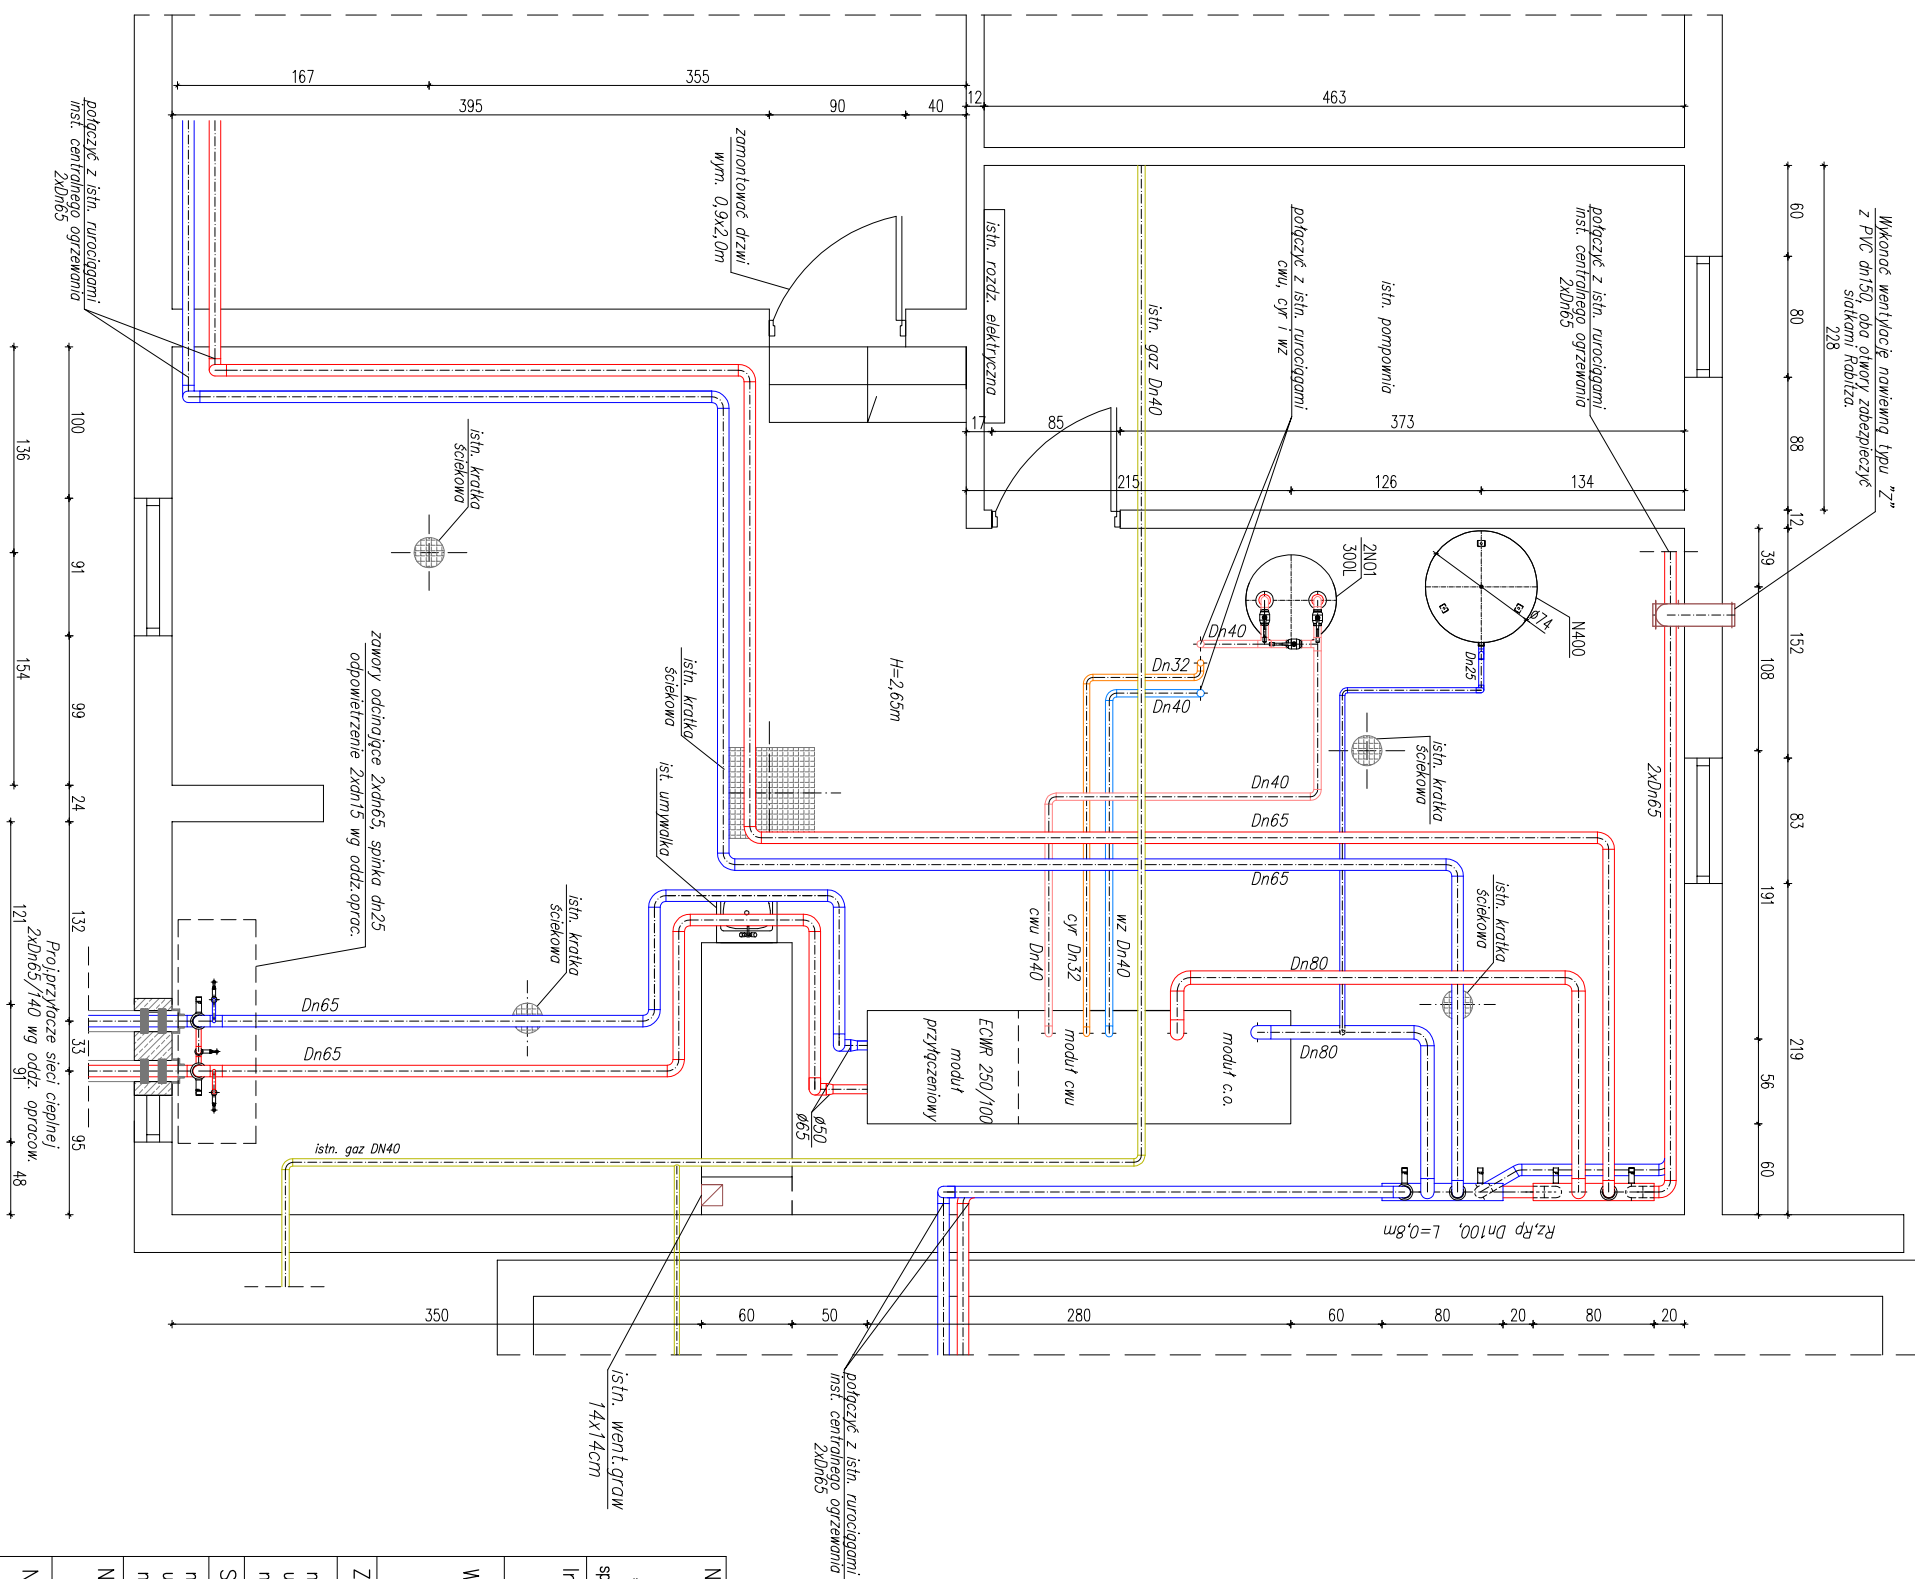 Wykonać wentylację nawiewną typu "Z"
z PVC dn150, oba otwory zabezpieczyć
siatkami Rabitza.
228
60
80
88
12
152
83
191
219
39
108
56
60
167
355
395
90
40
12
463
połączyć z istn. rurociągami
inst. centralnego ogrzewania
2xDn65
zamontować drzwi
wym. 0,9x2,0m
istn. rozdz. elektryczna
istn. gaz Dn40
połączyć z istn. rurociągami
cwu, cyr i wz
istn. pompownia
połączyć z istn. rurociągami
inst. centralnego ogrzewania
2xDn65
17
85
373
215
126
134
2N01
300L
N400
ø74
Dn25
Dn40
Dn32
Dn40
H=2,65m
istn. kratka
ściekowa
istn. kratka
ściekowa
istn. kratka
ściekowa
istn. kratka
ściekowa
istn. kratka
ściekowa
ist. umywalka
2xDn65
Dn40
Dn65
Dn65
Dn80
Dn80
wz Dn40
cyr Dn32
cwu Dn40
moduł c.o.
moduł cwu
ECWR 250/100
moduł
przyłączeniowy
ø50
ø65
zawory odcinające 2xdn65, spinka dn25
odpowietrzenie 2xdn15 wg oddz.oprac.
Dn65
Dn65
istn. gaz DN40
Proj.przyłącze sieci cieplnej
2xDn65/140 wg oddz. opracow.
100
91
99
24
132
33
95
136
154
121
91
48
Rz,Rp Dn100, L=0,8m
350
60
50
280
60
80
20
80
20
istn. went.graw
14x14cm
połączyć z istn. rurociągami
inst. centralnego ogrzewania
2xDn65